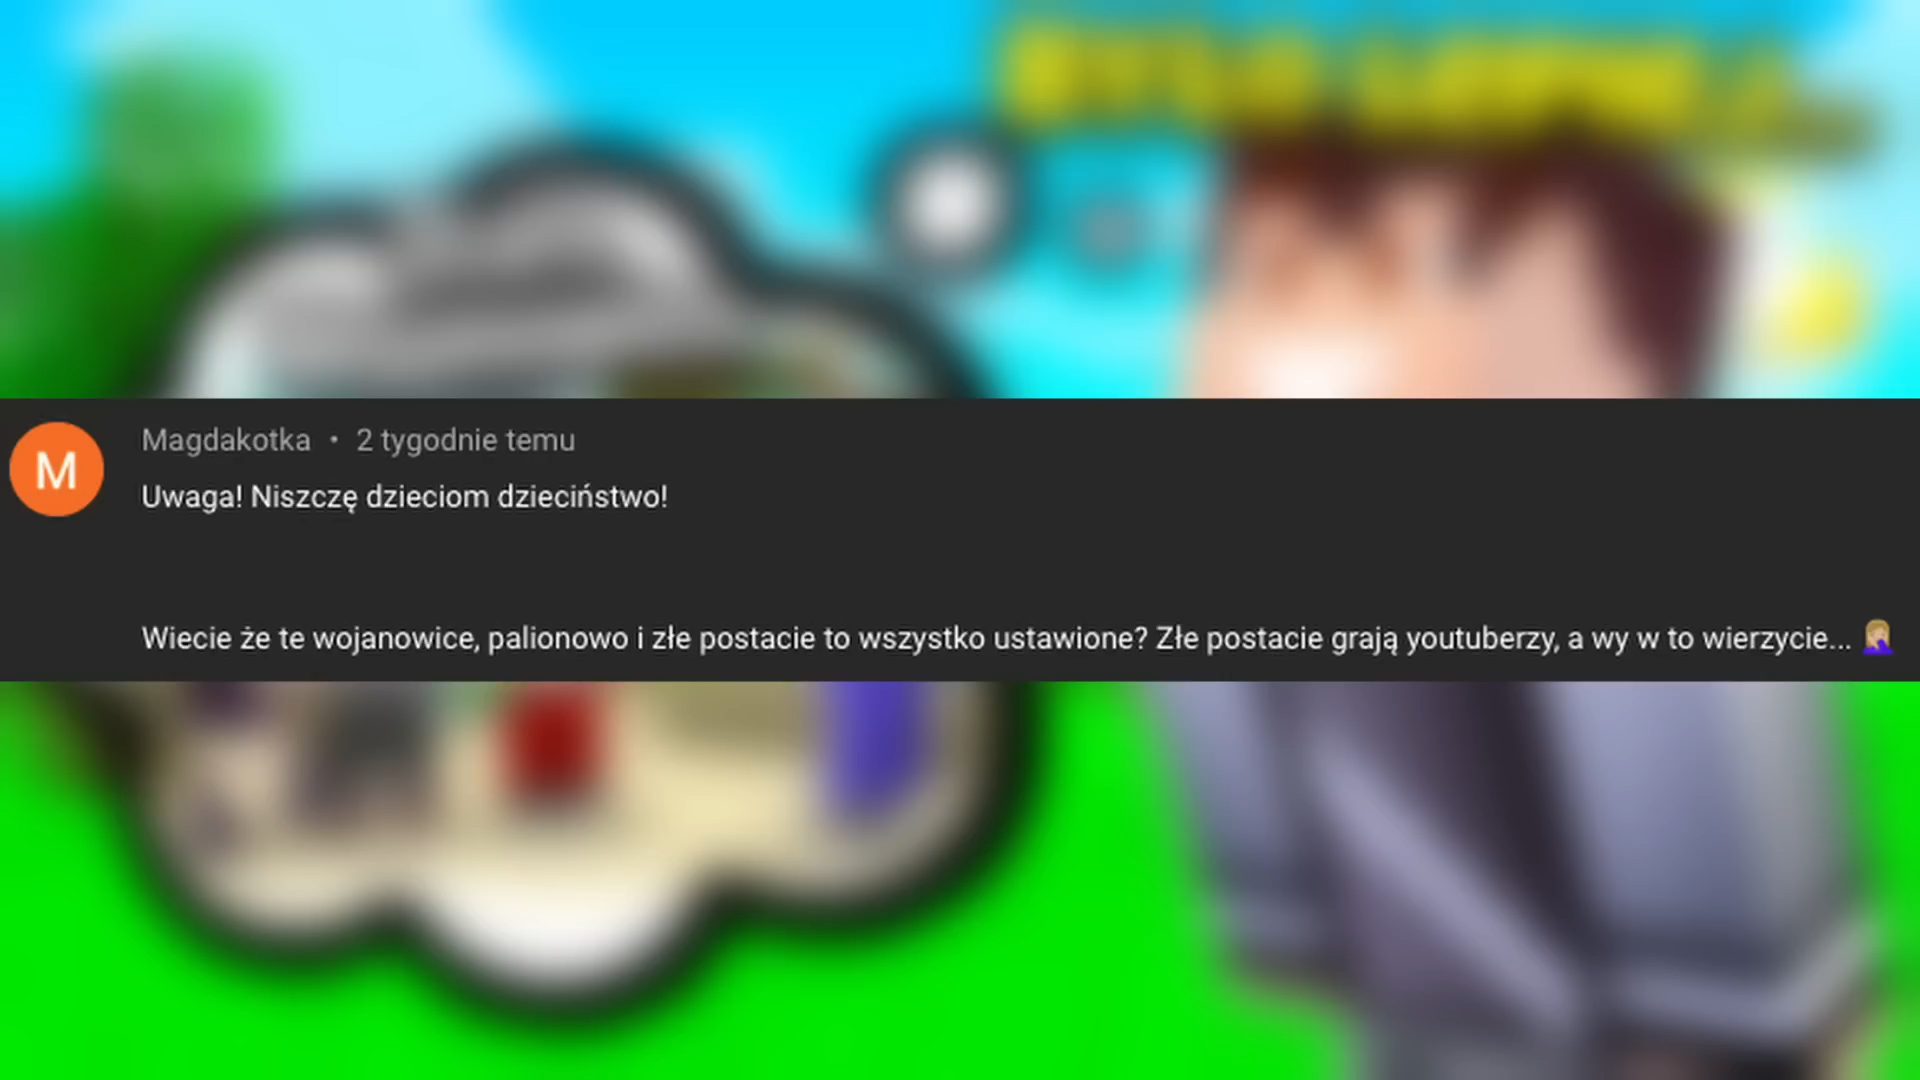 Magdakotka • 2 tygodnie temu
M
Uwaga! Niszczę dzieciom dzieciństwo!
Wiecie że te wojanowice, palionowo i złe postacie to wszystko ustawione? Złe postacie grają youtuberzy, a wy w to wierzycie... 🤦🏼‍♀️